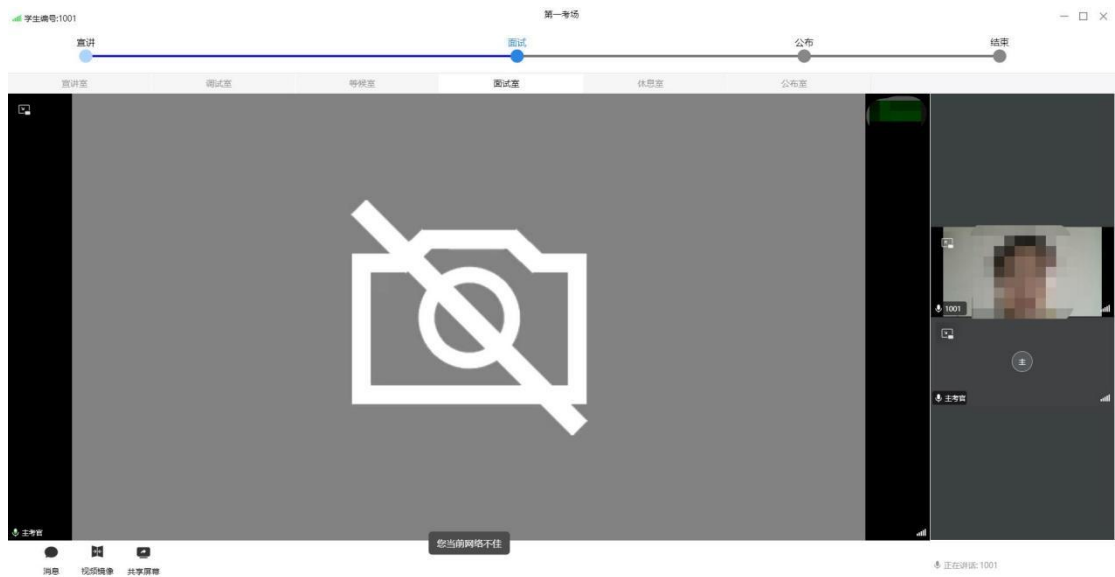 学生编号:1001
第一考场
宣讲
面试
公布
结束
宣讲室
调试室
等候室
面试室
休息室
公布室
1001
主
主考官
主考官
您当前网络不佳
消息
视频镜像
共享屏幕
正在讲话: 1001